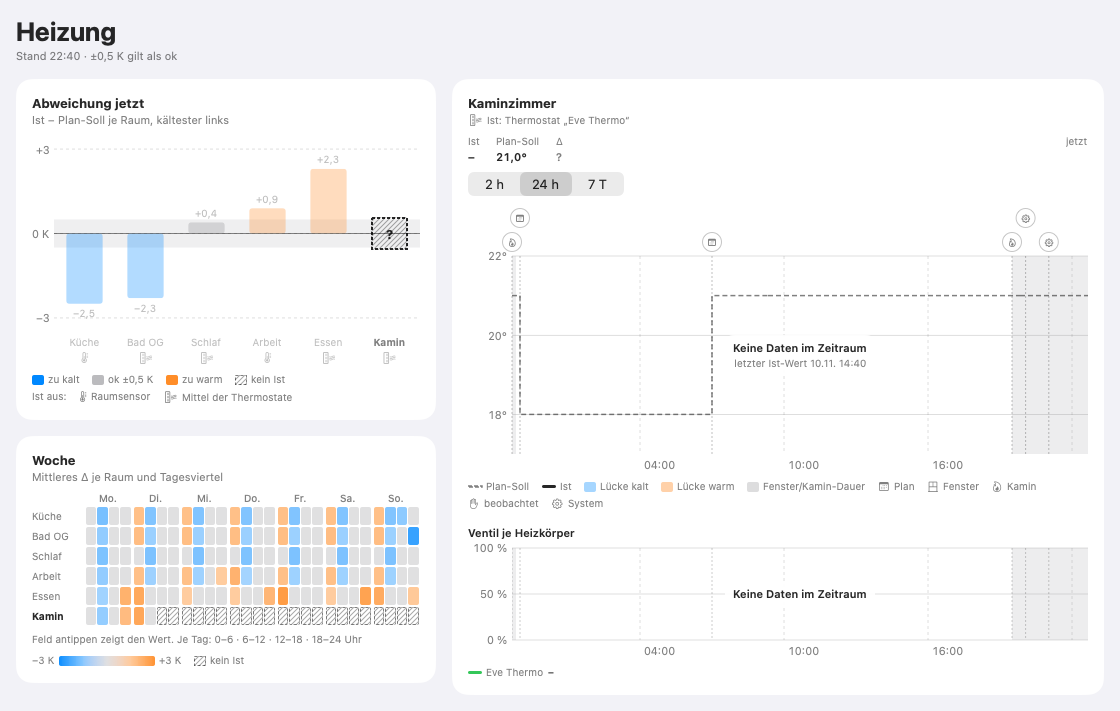 Heizung
Stand 22:40 · ±0,5 K gilt als ok
Abweichung jetzt
Ist – Plan-Soll je Raum, kältester links
+3
0 K
−3
−2,5
−2,3
+0,4
+0,9
+2,3
?
Küche
Bad OG
Schlaf
Arbeit
Essen
Kamin
zu kalt
ok ±0,5 K
zu warm
kein Ist
Ist aus:
Raumsensor
Mittel der Thermostate
Woche
Mittleres Δ je Raum und Tagesviertel
Mo.
Di.
Mi.
Do.
Fr.
Sa.
So.
Küche
Bad OG
Schlaf
Arbeit
Essen
Kamin
Feld antippen zeigt den Wert. Je Tag: 0–6 · 6–12 · 12–18 · 18–24 Uhr
−3 K
+3 K
kein Ist
Kaminzimmer
Ist: Thermostat „Eve Thermo“
Ist Plan-Soll Δ
jetzt
– 21,0° ?
2 h
24 h
7 T
22°
20°
18°
Keine Daten im Zeitraum
letzter Ist-Wert 10.11. 14:40
04:00
10:00
16:00
Plan-Soll
Ist
Lücke kalt
Lücke warm
Fenster/Kamin-Dauer
Plan
Fenster
Kamin
beobachtet
System
Ventil je Heizkörper
100 %
50 %
0 %
Keine Daten im Zeitraum
04:00
10:00
16:00
Eve Thermo –